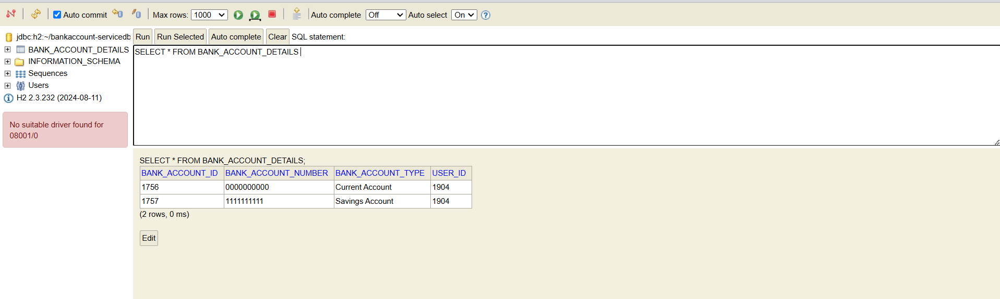 Auto commit Max rows: 1000 Auto complete Off Auto select On
jdbc:h2:~/bankaccount-servicedb
BANK_ACCOUNT_DETAILS
INFORMATION_SCHEMA
Sequences
Users
H2 2.3.232 (2024-08-11)
No suitable driver found for
08001/0
Run Run Selected Auto complete Clear SQL statement:
SELECT * FROM BANK_ACCOUNT_DETAILS
SELECT * FROM BANK_ACCOUNT_DETAILS;
BANK_ACCOUNT_ID BANK_ACCOUNT_NUMBER BANK_ACCOUNT_TYPE USER_ID
1756 0000000000 Current Account 1904
1757 1111111111 Savings Account 1904
(2 rows, 0 ms)
Edit